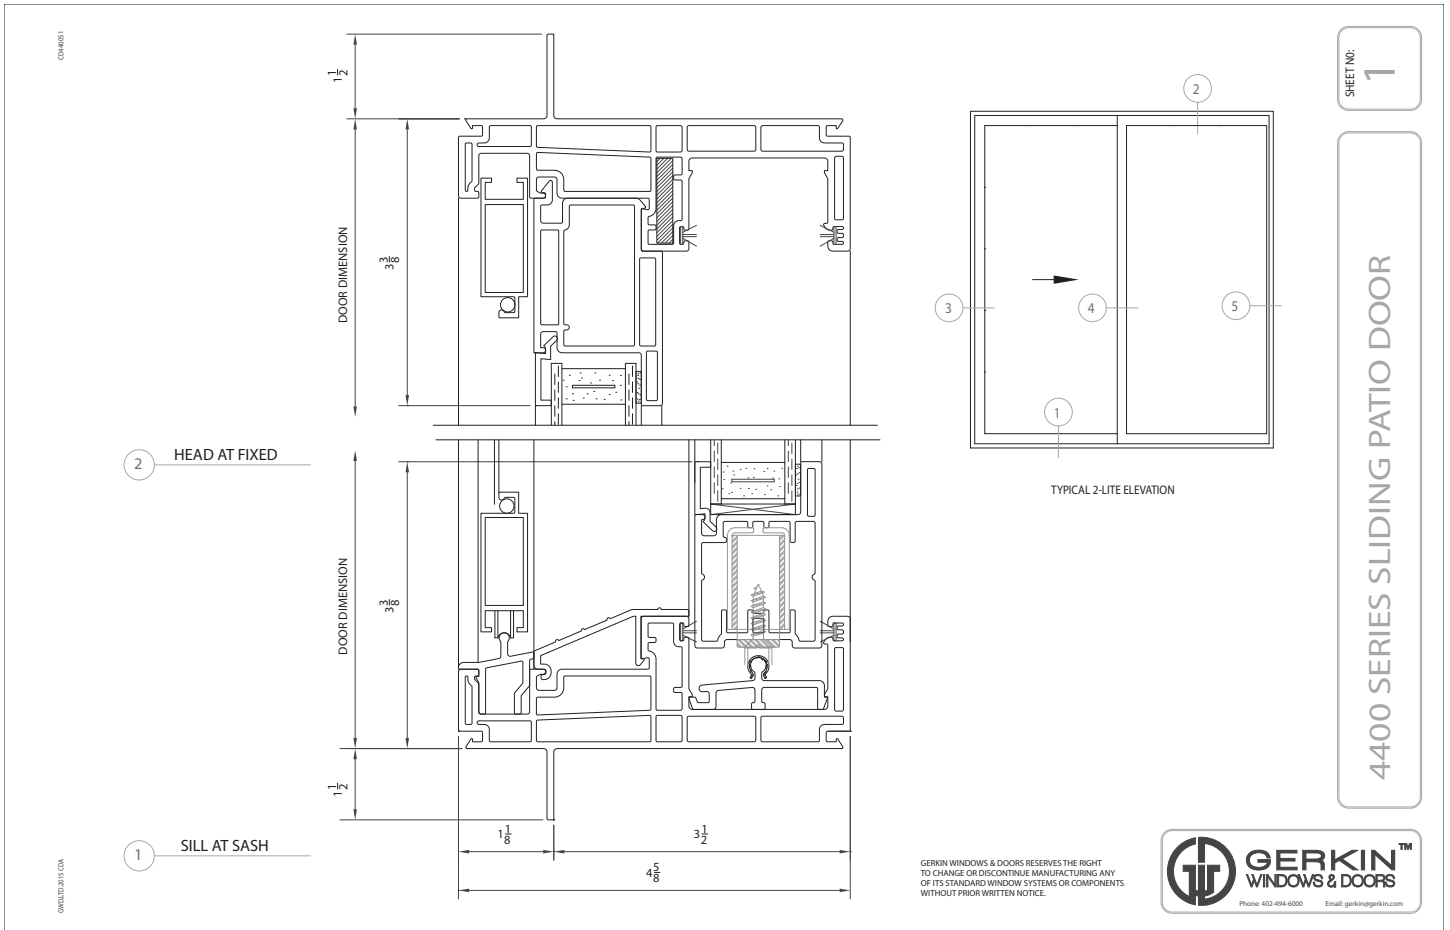 CD4400S1
1 1/2
DOOR DIMENSION
3 3/8
2
HEAD AT FIXED
DOOR DIMENSION
3 3/8
1 1/2
1
SILL AT SASH
1 1/8
3 1/2
4 5/8
GWDLTD.2015 CDA
2
3
4
5
1
TYPICAL 2-LITE ELEVATION
SHEET N0:
1
4400 SERIES SLIDING PATIO DOOR
GERKIN WINDOWS & DOORS RESERVES THE RIGHT
TO CHANGE OR DISCONTINUE MANUFACTURING ANY
OF ITS STANDARD WINDOW SYSTEMS OR COMPONENTS
WITHOUT PRIOR WRITTEN NOTICE.
GERKIN™
WINDOWS & DOORS
Phone: 402-494-6000 Email: gerkin@gerkin.com